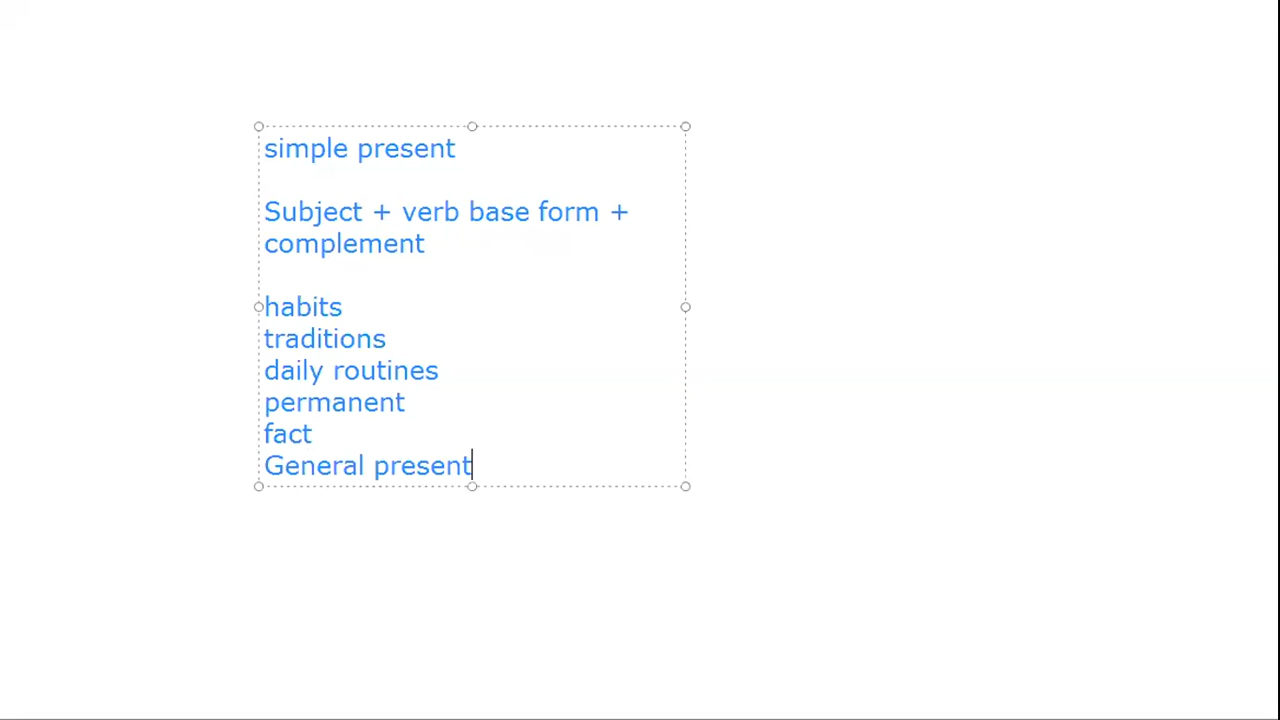 simple present
Subject + verb base form +
complement
habits
traditions
daily routines
permanent
fact
General present